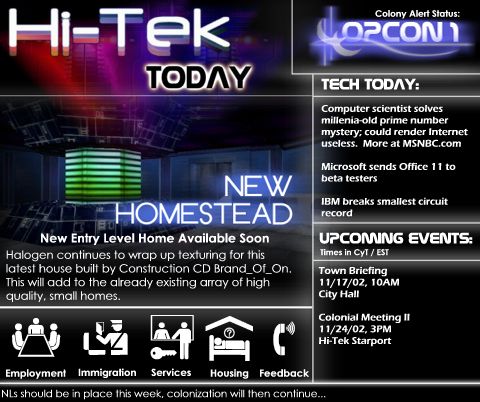 Hi-Tek
TODAY
Colony Alert Status:
OPCON 1
NEW
HOMESTEAD
New Entry Level Home Available Soon
Halogen continues to wrap up texturing for this
latest house built by Construction CD Brand_Of_On.
This will add to the already existing array of high
quality, small homes.
TECH TODAY:
Computer scientist solves
millenia-old prime number
mystery; could render Internet
useless. More at MSNBC.com
Microsoft sends Office 11 to
beta testers
IBM breaks smallest circuit
record
UPCOMING EVENTS:
Times in CyT / EST
Town Briefing
11/17/02, 10AM
City Hall
Colonial Meeting II
11/24/02, 3PM
Hi-Tek Starport
?
Employment Immigration Services Housing Feedback
NLs should be in place this week, colonization will then continue...